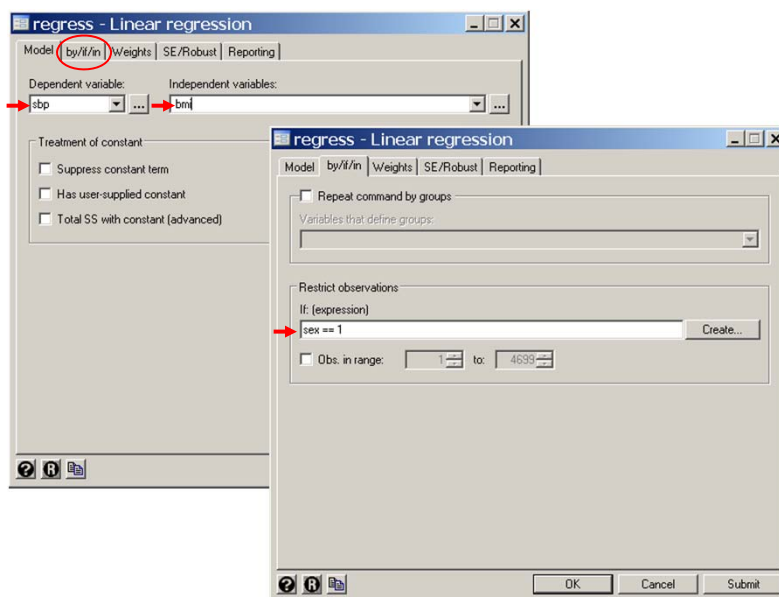 regress - Linear regression
Model by/if/in Weights SE/Robust Reporting
Dependent variable: Independent variables:
sbp ... bmi ...
Treatment of constant
Suppress constant term
Has user-supplied constant
Total SS with constant (advanced)
regress - Linear regression
Model by/if/in Weights SE/Robust Reporting
Repeat command by groups
Variables that define groups:
Restrict observations
If: (expression)
sex == 1 Create...
Obs. in range: 1 to: 4699
? R
? R OK Cancel Submit